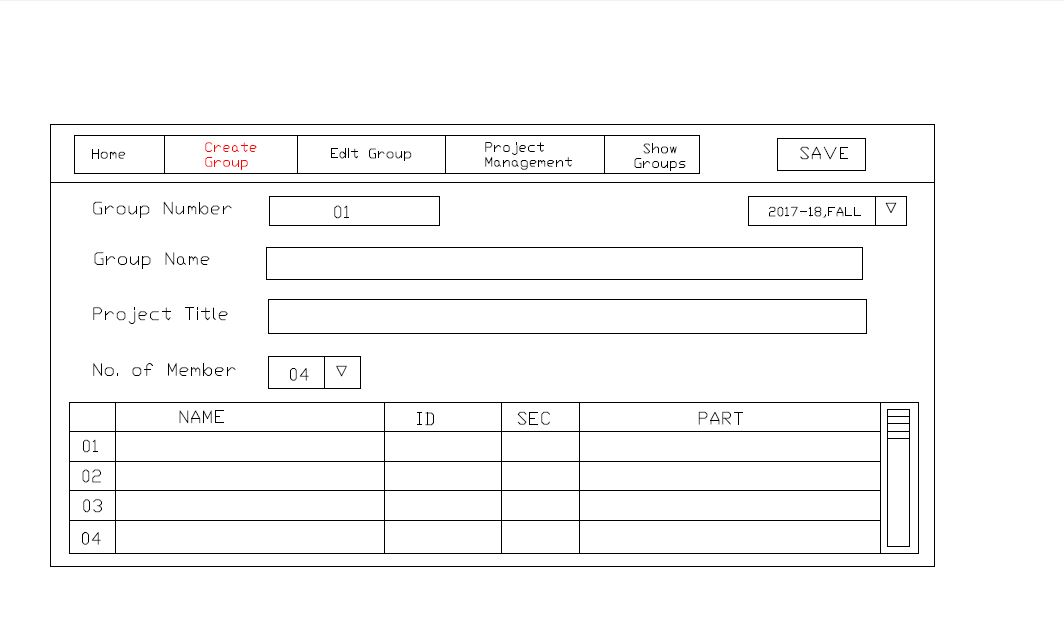 Home
Create
Group
EdIt Group
Project
Management
Show
Groups
SAVE
Group Number
01
2017-18,FALL
Group Name
Project Title
No. of Member
04
NAME
ID
SEC
PART
01
02
03
04